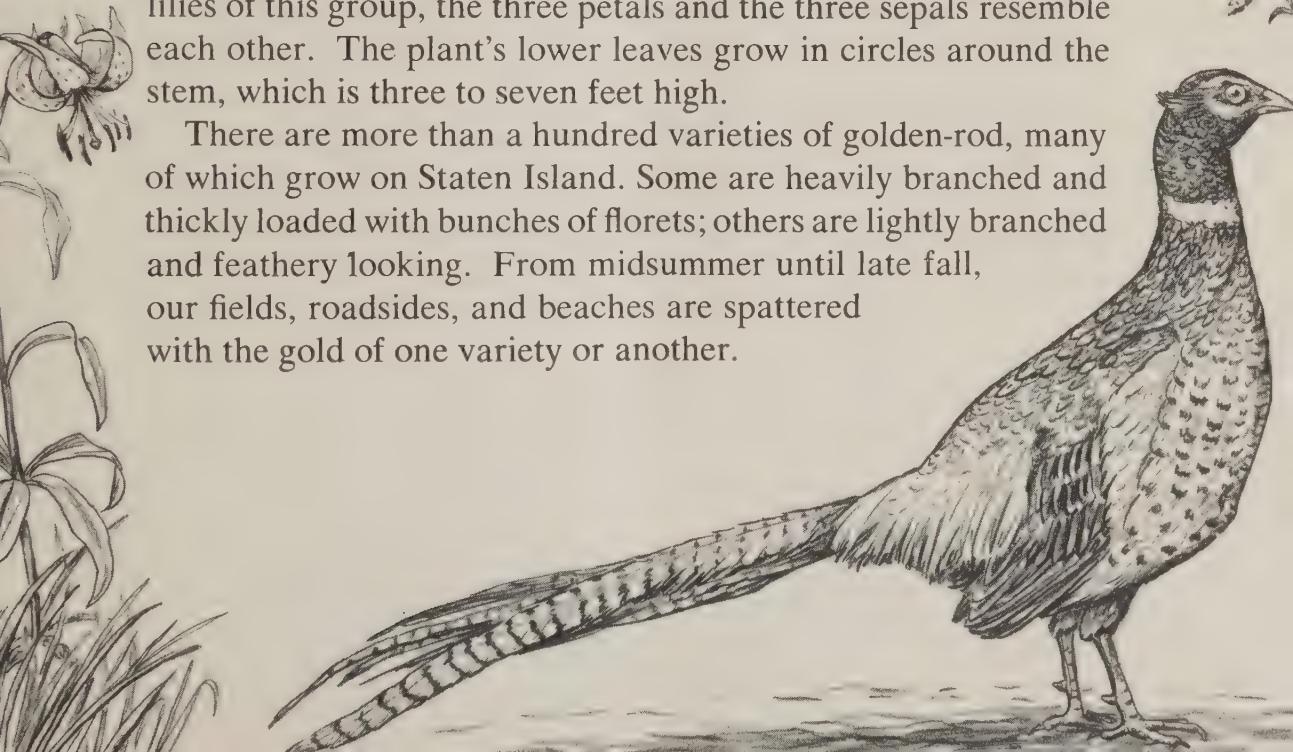 lilies of this group, the three petals and the three sepals resemble
each other. The plant's lower leaves grow in circles around the
stem, which is three to seven feet high.
There are more than a hundred varieties of golden-rod, many
of which grow on Staten Island. Some are heavily branched and
thickly loaded with bunches of florets; others are lightly branched
and feathery looking. From midsummer until late fall,
our fields, roadsides, and beaches are spattered
with the gold of one variety or another.